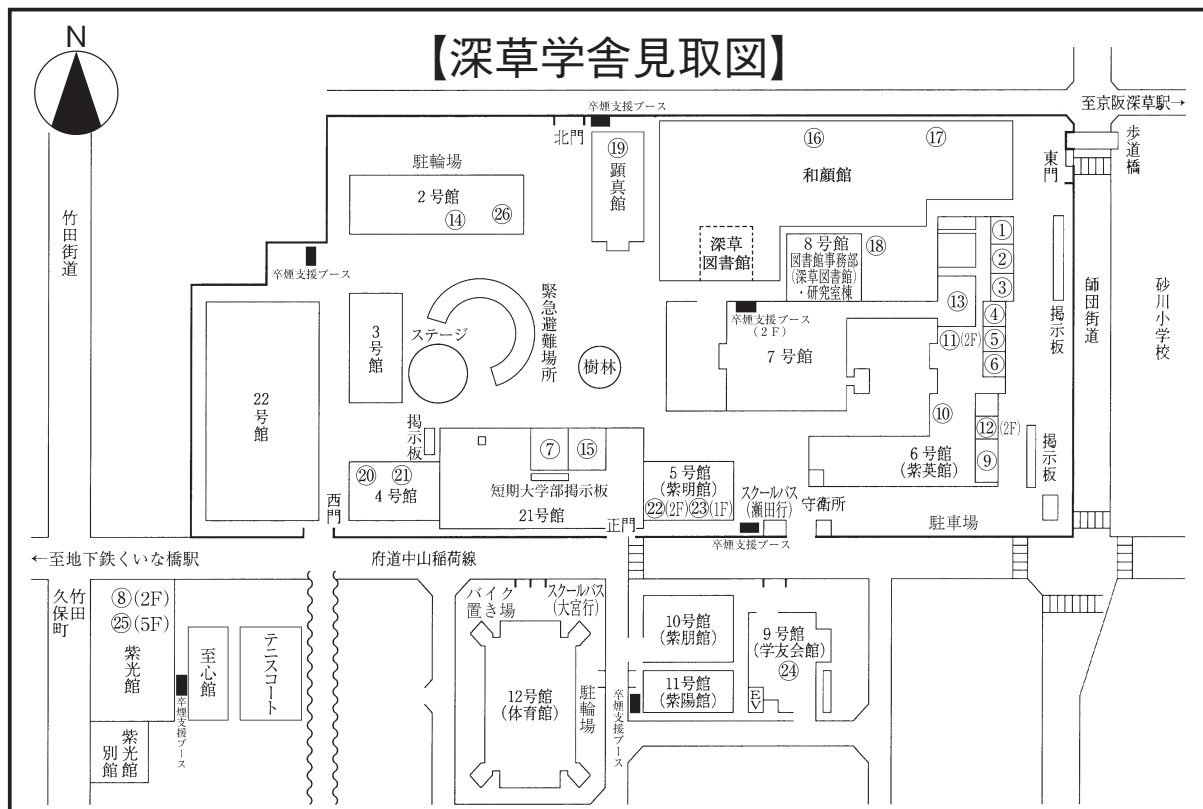 N
【深草学舎見取図】
卒煙支援ブース
至京阪深草駅→
北門
歩道橋
東門
駐輪場
2号館
⑭
㉖
⑲
顕真館
⑯
⑰
和顔館
深草
図書館
8号館
図書館事務部
(深草図書館)
・研究室棟
⑱
①
②
③
④
⑤
⑥
⑬
⑪(2F)
掲示板
師団街道
砂川小学校
竹田街道
卒煙支援ブース
22号館
3号館
ステージ
緊急避難場所
樹林
卒煙支援ブース
(2F)
7号館
⑩
⑫(2F)
⑨
6号館
(紫英館)
掲示板
掲示板
⑳
㉑
4号館
⑦
⑮
短期大学部掲示板
21号館
5号館
(紫明館)
㉒(2F)㉓(1F)
スクールバス
(瀬田行)
守衛所
駐車場
西門
正門
卒煙支援ブース
←至地下鉄くいな橋駅
府道中山稲荷線
竹田
久保町
⑧(2F)
㉕(5F)
紫光館
至心館
テニスコート
卒煙支援ブース
紫光館
別館
バイク
置き場
スクールバス
(大宮行)
12号館
(体育館)
駐輪場
卒煙支援ブース
10号館
(紫朋館)
11号館
(紫陽館)
9号館
(学友会館)
㉔
EV